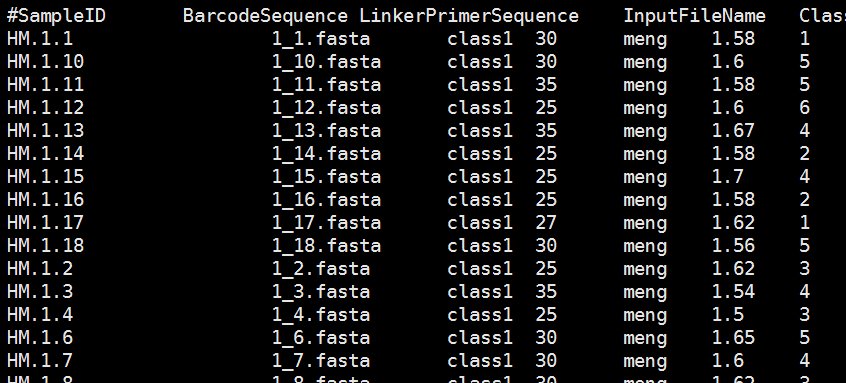 #SampleID BarcodeSequence LinkerPrimerSequence InputFileName Clas
HM.1.1 1_1.fasta class1 30 meng 1.58 1
HM.1.10 1_10.fasta class1 30 meng 1.6 5
HM.1.11 1_11.fasta class1 35 meng 1.58 5
HM.1.12 1_12.fasta class1 25 meng 1.6 6
HM.1.13 1_13.fasta class1 35 meng 1.67 4
HM.1.14 1_14.fasta class1 25 meng 1.58 2
HM.1.15 1_15.fasta class1 25 meng 1.7 4
HM.1.16 1_16.fasta class1 25 meng 1.58 2
HM.1.17 1_17.fasta class1 27 meng 1.62 1
HM.1.18 1_18.fasta class1 30 meng 1.56 5
HM.1.2 1_2.fasta class1 25 meng 1.62 3
HM.1.3 1_3.fasta class1 35 meng 1.54 4
HM.1.4 1_4.fasta class1 25 meng 1.5 3
HM.1.6 1_6.fasta class1 30 meng 1.65 5
HM.1.7 1_7.fasta class1 30 meng 1.6 4
HM.1.8 1_8.fasta class1 30 meng 1.62 3